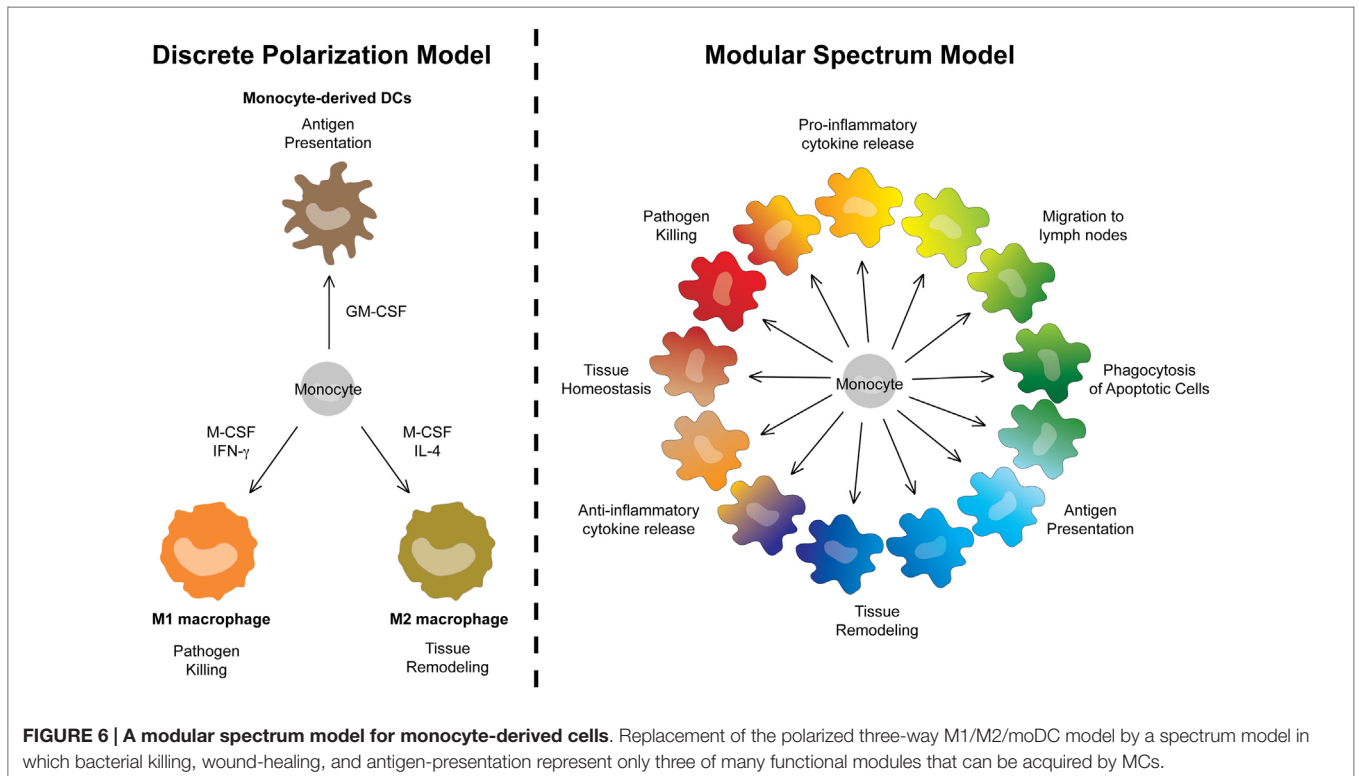 Discrete Polarization Model
Monocyte-derived DCs
Antigen
Presentation
GM-CSF
Monocyte
M-CSF
IFN-γ
M-CSF
IL-4
M1 macrophage
Pathogen
Killing
M2 macrophage
Tissue
Remodeling
Modular Spectrum Model
Pro-inflammatory
cytokine release
Pathogen
Killing
Migration to
lymph nodes
Tissue
Homeostasis
Monocyte
Phagocytosis
of Apoptotic Cells
Anti-inflammatory
cytokine release
Antigen
Presentation
Tissue
Remodeling
FIGURE 6 | A modular spectrum model for monocyte-derived cells. Replacement of the polarized three-way M1/M2/moDC model by a spectrum model in
which bacterial killing, wound-healing, and antigen-presentation represent only three of many functional modules that can be acquired by MCs.